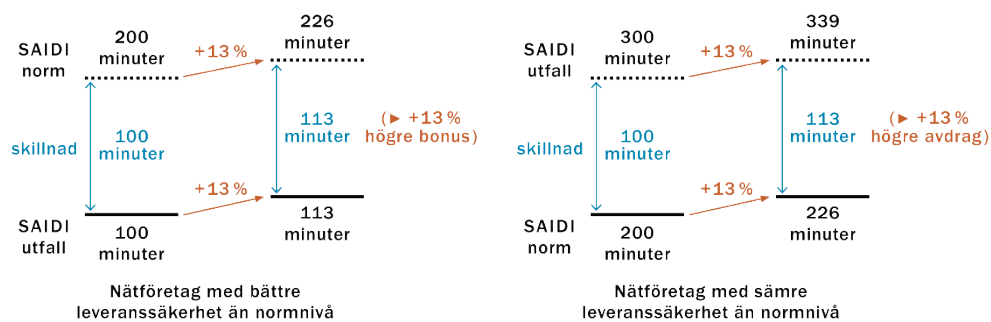 SAIDI
norm
200
minuter
+13 %
226
minuter
skillnad
100
minuter
113
minuter
(► +13 %
högre bonus)
SAIDI
utfall
100
minuter
+13 %
113
minuter
Nätföretag med bättre
leveranssäkerhet än normnivå
SAIDI
utfall
300
minuter
+13 %
339
minuter
skillnad
100
minuter
113
minuter
(► +13 %
högre avdrag)
SAIDI
norm
200
minuter
+13 %
226
minuter
Nätföretag med sämre
leveranssäkerhet än normnivå